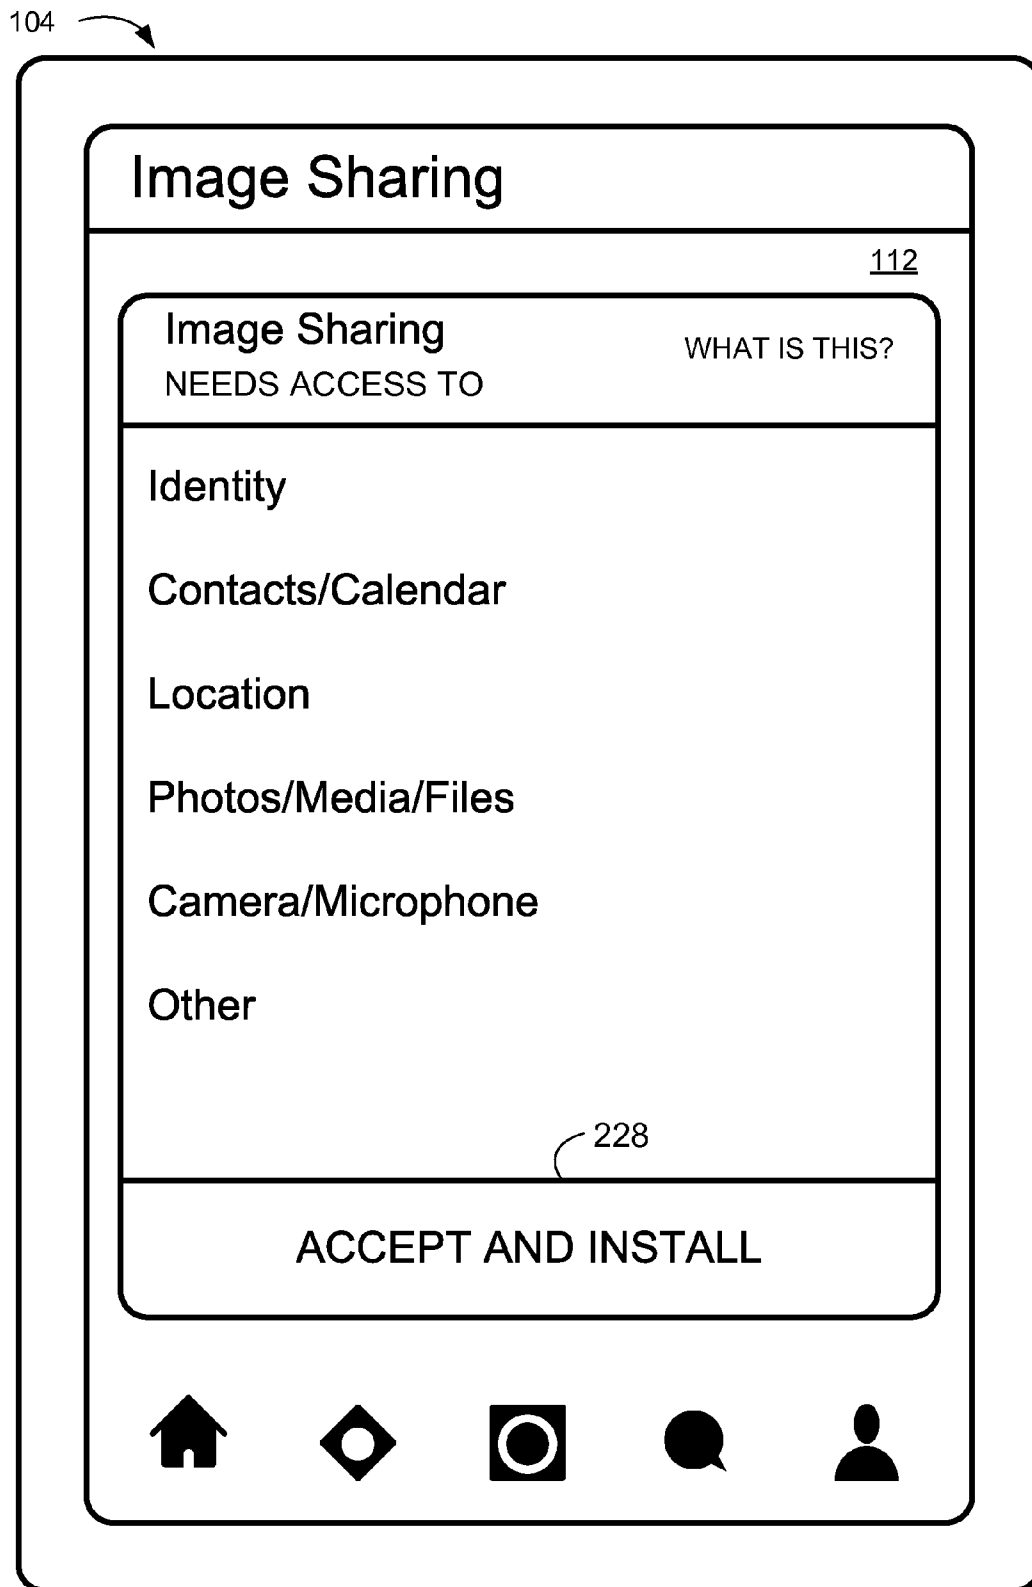 104
Image Sharing
112
Image Sharing
WHAT IS THIS?
NEEDS ACCESS TO
Identity
Contacts/Calendar
Location
Photos/Media/Files
Camera/Microphone
Other
228
ACCEPT AND INSTALL